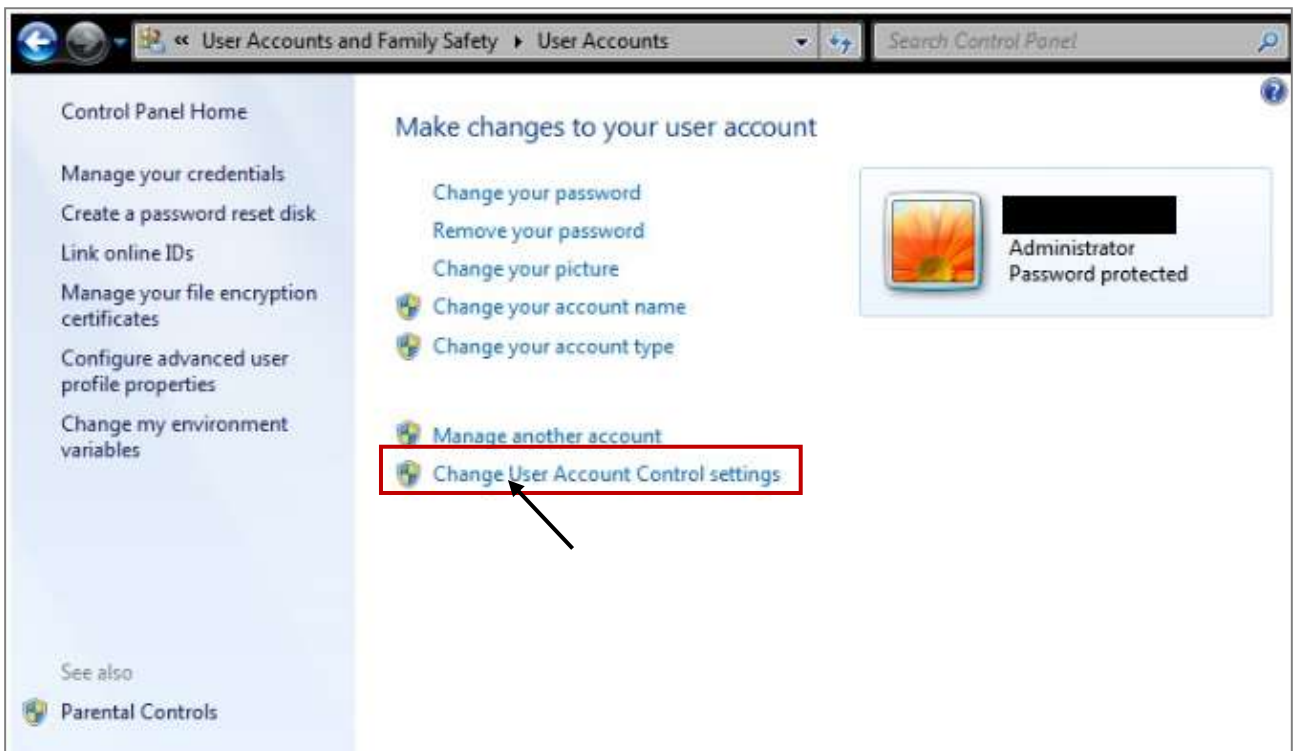 « User Accounts and Family Safety ▸ User Accounts
Search Control Panel
Control Panel Home
Manage your credentials
Create a password reset disk
Link online IDs
Manage your file encryption
certificates
Configure advanced user
profile properties
Change my environment
variables
See also
Parental Controls
Make changes to your user account
Change your password
Remove your password
Change your picture
Change your account name
Change your account type
Manage another account
Change User Account Control settings
Administrator
Password protected